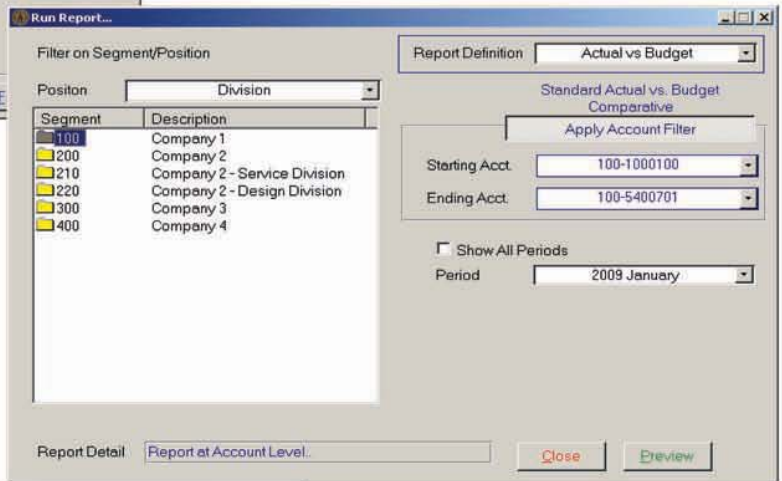 Run Report...
Filter on Segment/Position
Report Definition
Actual vs Budget
Positon
Division
Standard Actual vs. Budget
Comparative
Segment Description
100 Company 1
200 Company 2
210 Company 2 - Service Division
220 Company 2 - Design Division
300 Company 3
400 Company 4
Apply Account Filter
Starting Acct. 100-1000100
Ending Acct. 100-5400701
Show All Periods
Period 2009 January
Report Detail Report at Account Level..
Close Preview